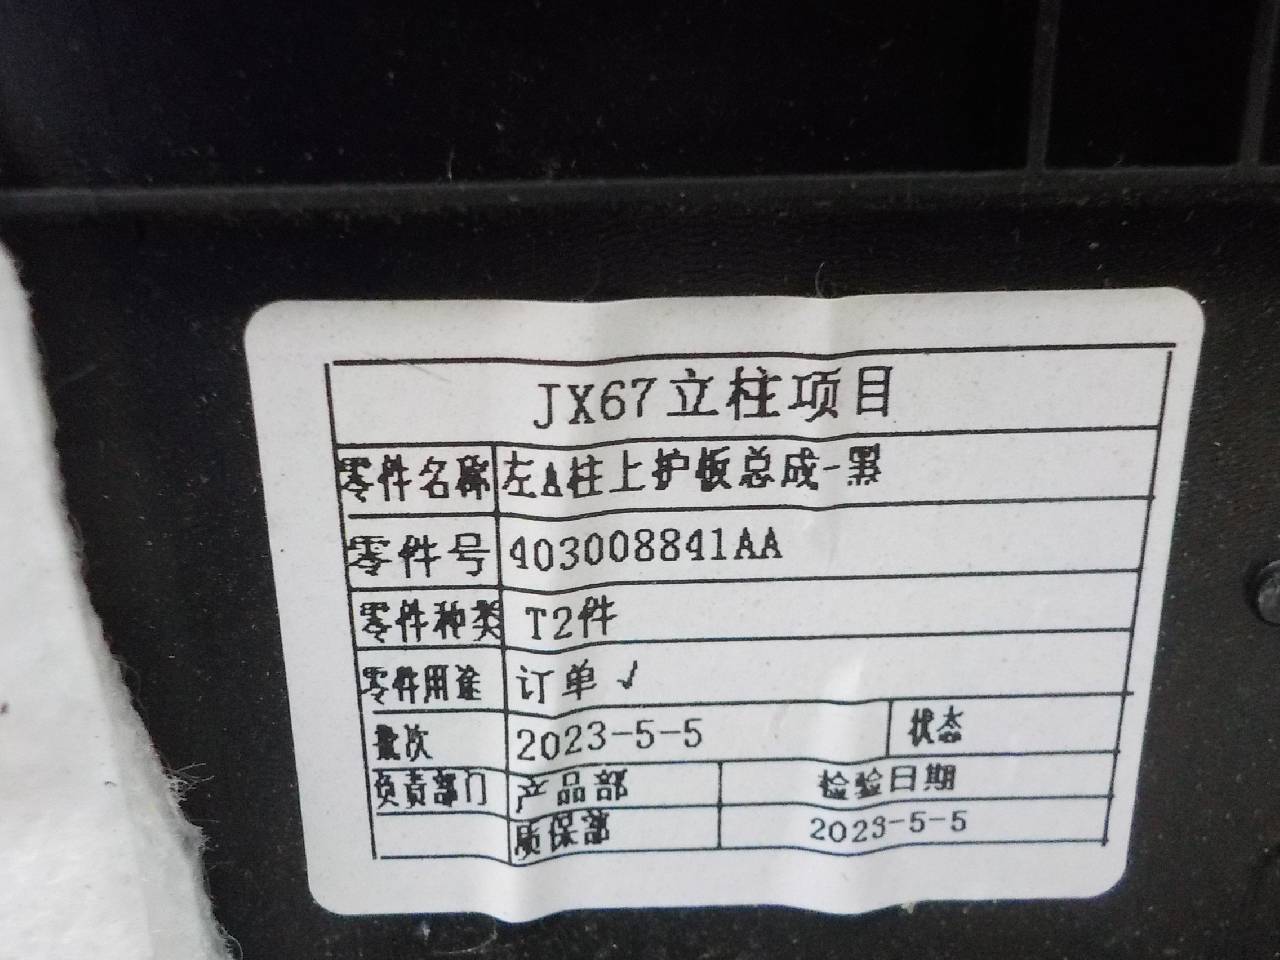 JX67立柱项目
零件名称 左A柱上护板总成-黑
零件号 403008841AA
零件种类 T2件
零件用途 订单 √
批次 2023-5-5 状态
负责部门 产品部 检验日期
质保部 2023-5-5